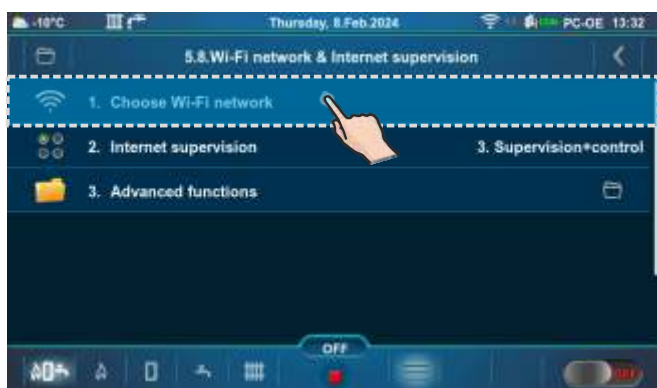 -10°C Thursday, 8.Feb.2024 PC-OE 13:32
5.8.Wi-Fi network & Internet supervision
1. Choose Wi-Fi network
2. Internet supervision 3. Supervision+control
3. Advanced functions
OFF
OFF